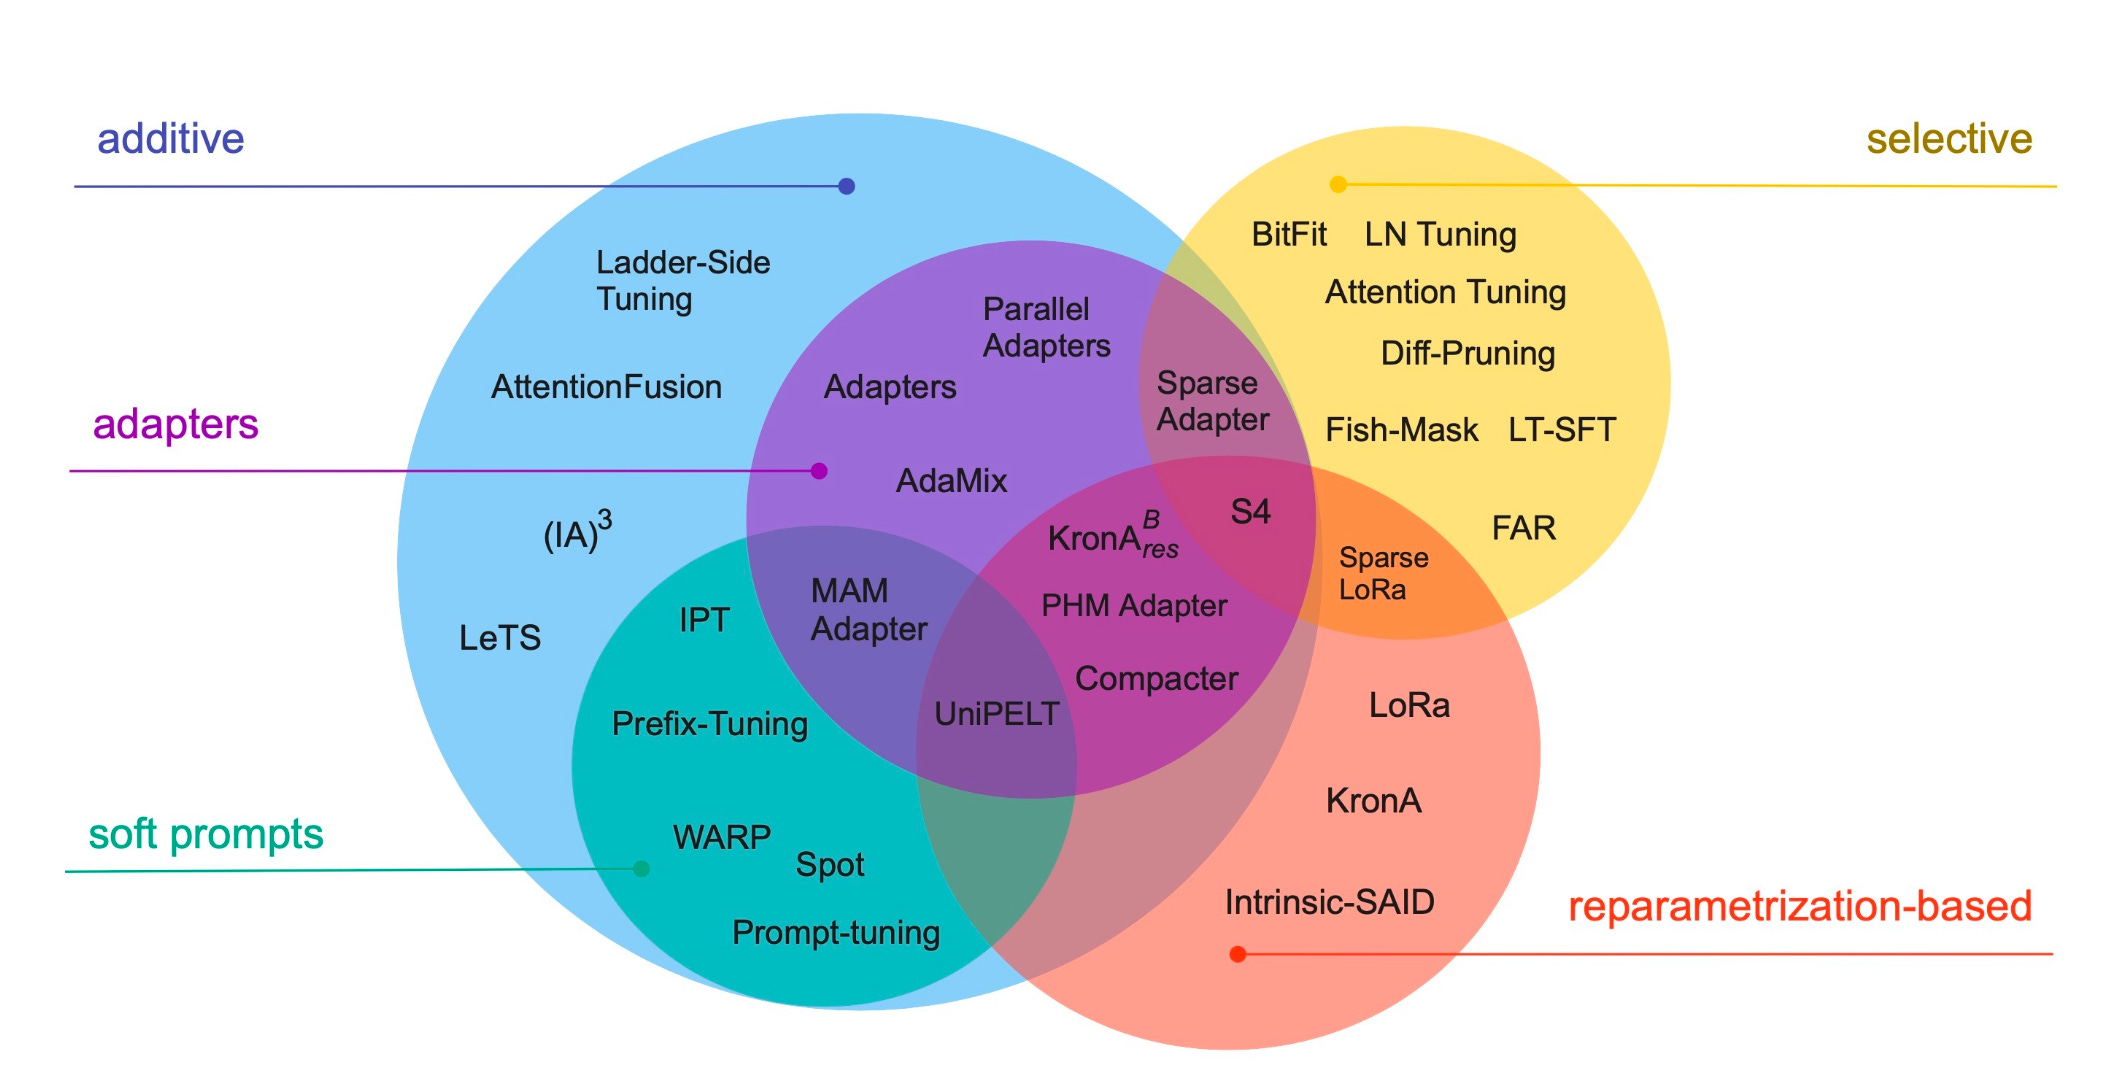 additive
selective
BitFit LN Tuning
Ladder-Side
Tuning
Attention Tuning
Parallel
Adapters
Diff-Pruning
AttentionFusion
Adapters
Sparse
Adapter
adapters
Fish-Mask LT-SFT
AdaMix
(IA)³
S4
KronA^B_res
FAR
Sparse
LoRa
MAM
Adapter
IPT
PHM Adapter
LeTS
Compacter
UniPELT
LoRa
Prefix-Tuning
KronA
soft prompts
WARP
Spot
Intrinsic-SAID
reparametrization-based
Prompt-tuning